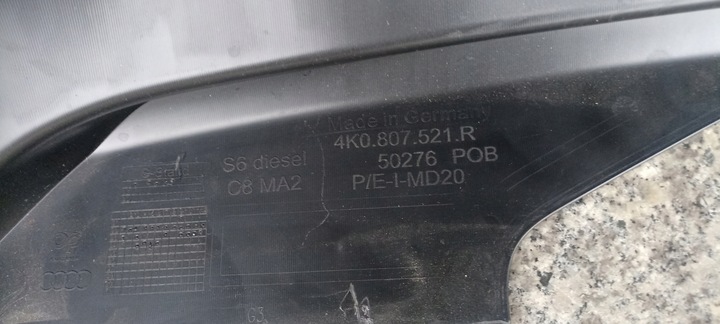 Made in Germany
4K0.807.521.R
S6 diesel
50276 POB
C8 MA2
P/E-I-MD20